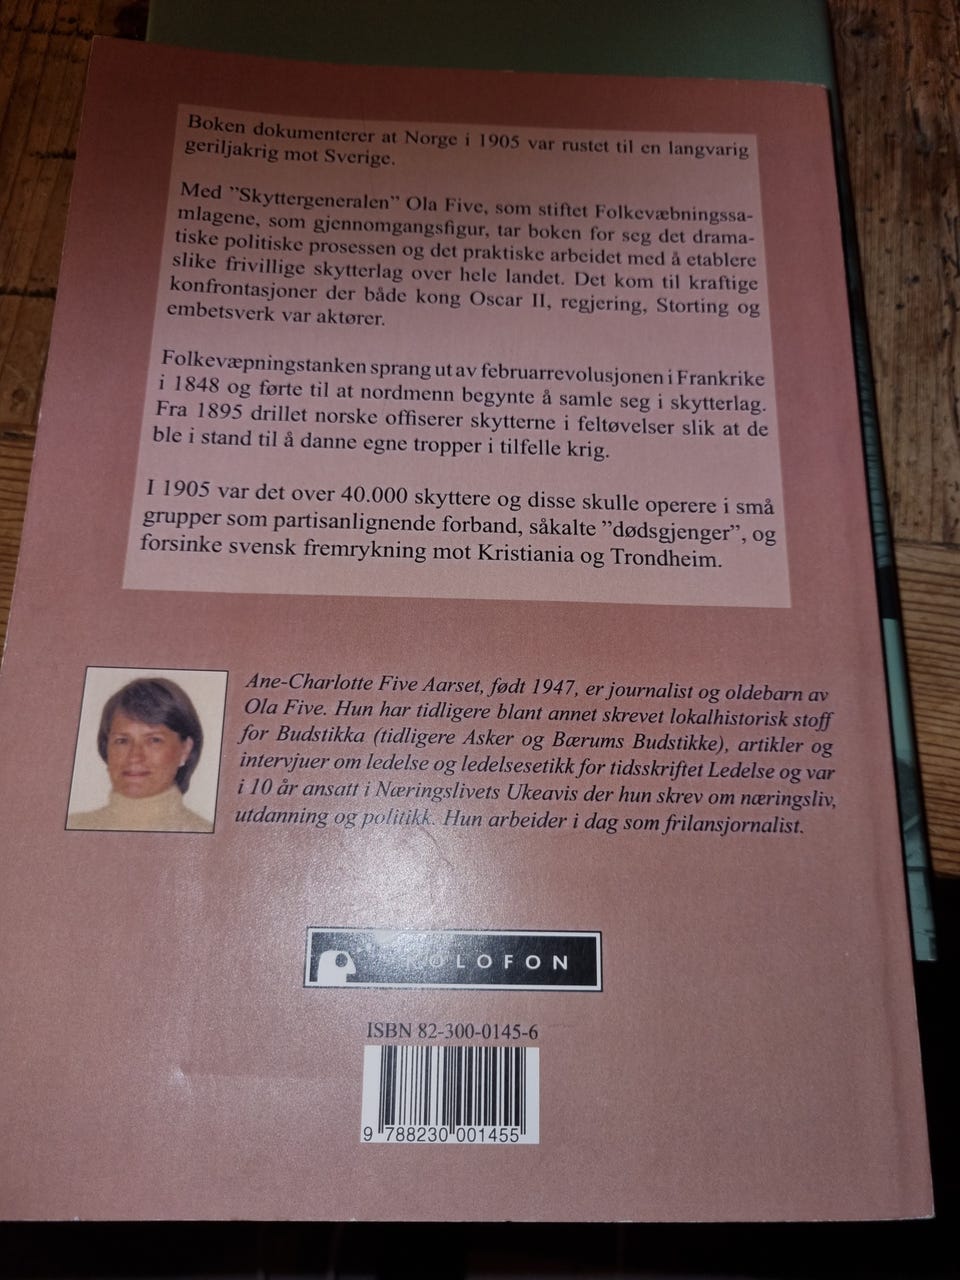 Boken dokumenterer at Norge i 1905 var rustet til en langvarig
geriljakrig mot Sverige.
Med ”Skyttergeneralen” Ola Five, som stiftet Folkevæbningssa-
mlagene, som gjennomgangsfigur, tar boken for seg det drama-
tiske politiske prosessen og det praktiske arbeidet med å etablere
slike frivillige skytterlag over hele landet. Det kom til kraftige
konfrontasjoner der både kong Oscar II, regjering, Storting og
embetsverk var aktører.
Folkevæpningstanken sprang ut av februarrevolusjonen i Frankrike
i 1848 og førte til at nordmenn begynte å samle seg i skytterlag.
Fra 1895 drillet norske offiserer skytterne i feltøvelser slik at de
ble i stand til å danne egne tropper i tilfelle krig.
I 1905 var det over 40.000 skyttere og disse skulle operere i små
grupper som partisanlignende forband, såkalte ”dødsgjenger”, og
forsinke svensk fremrykning mot Kristiania og Trondheim.
Ane-Charlotte Five Aarset, født 1947, er journalist og oldebarn av
Ola Five. Hun har tidligere blant annet skrevet lokalhistorisk stoff
for Budstikka (tidligere Asker og Bærums Budstikke), artikler og
intervjuer om ledelse og ledelsesetikk for tidsskriftet Ledelse og var
i 10 år ansatt i Næringslivets Ukeavis der hun skrev om næringsliv,
utdanning og politikk. Hun arbeider i dag som frilansjornalist.
KOLOFON
ISBN 82-300-0145-6
9 788230 001455